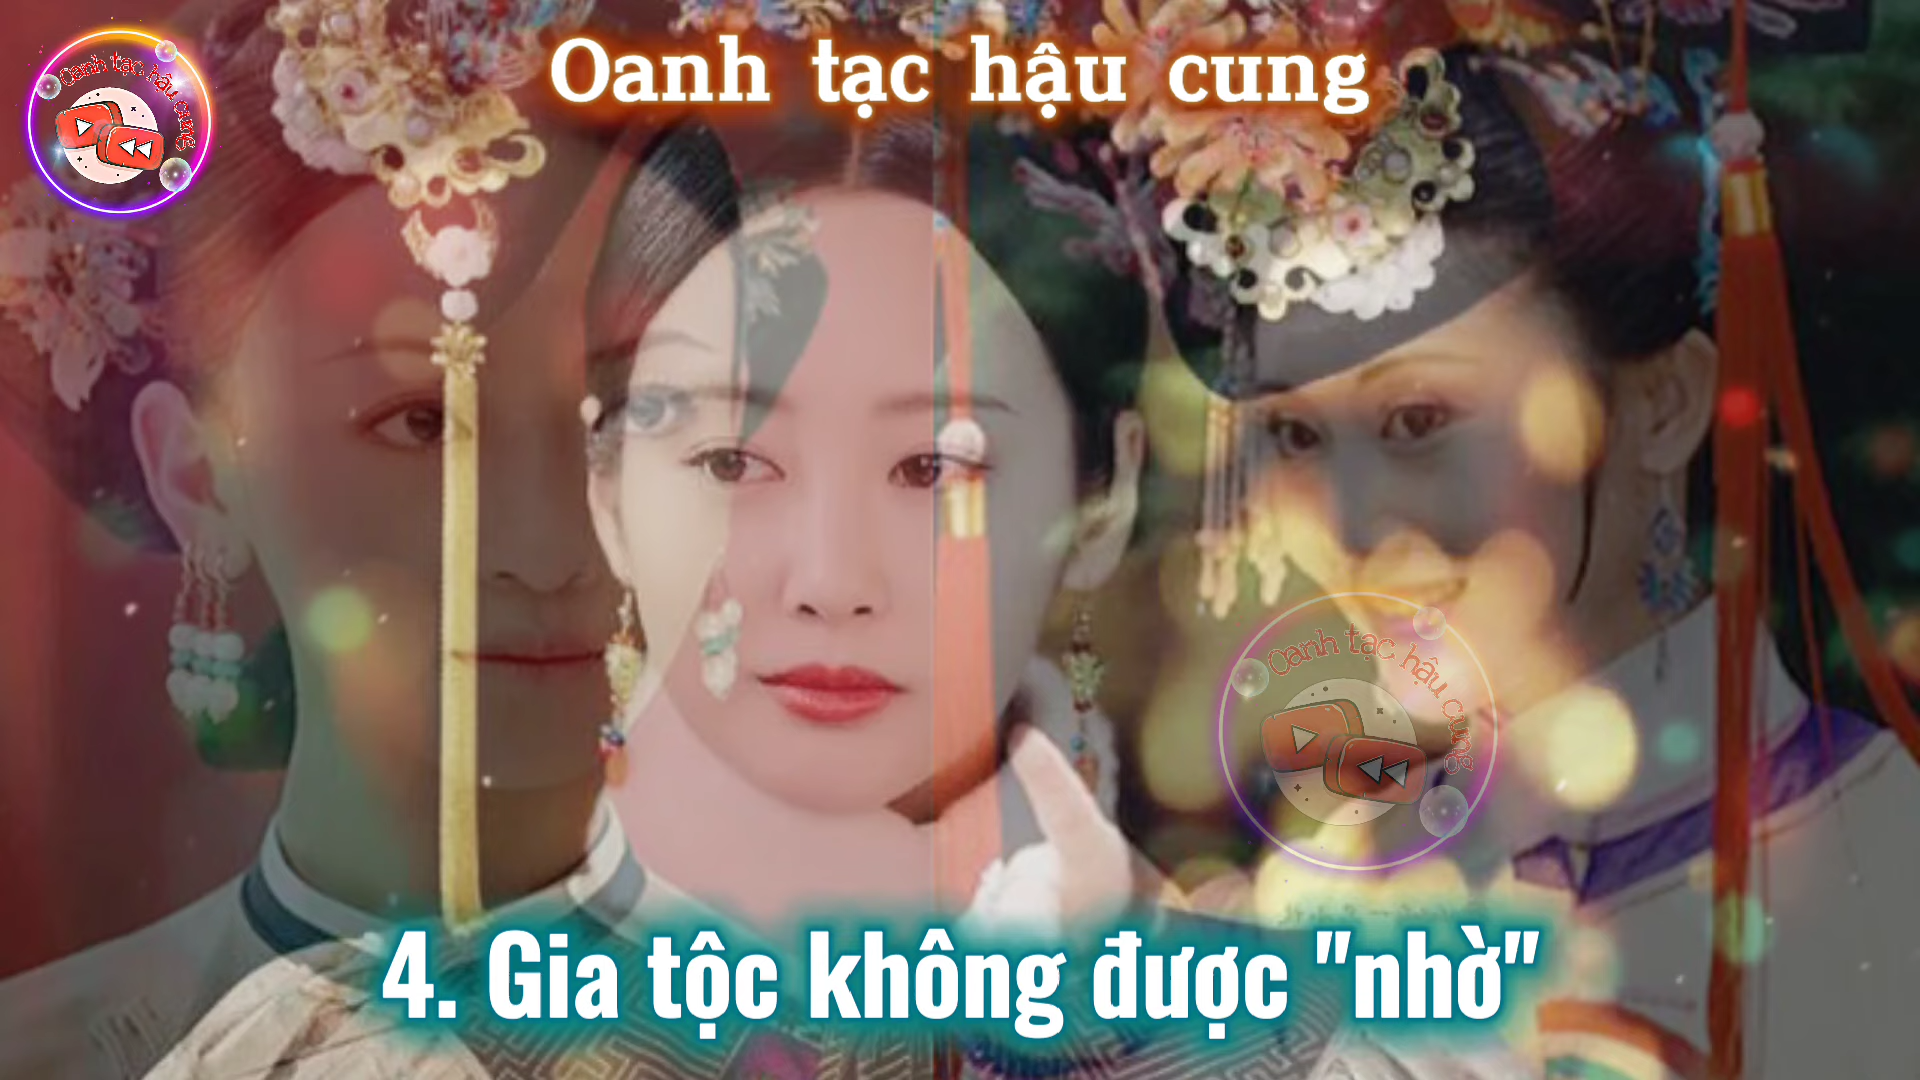 Oanh tạc hậu cung
Oanh tạc hậu cung
Oanh tạc hậu cung
4. Gia tộc không được "nhờ"